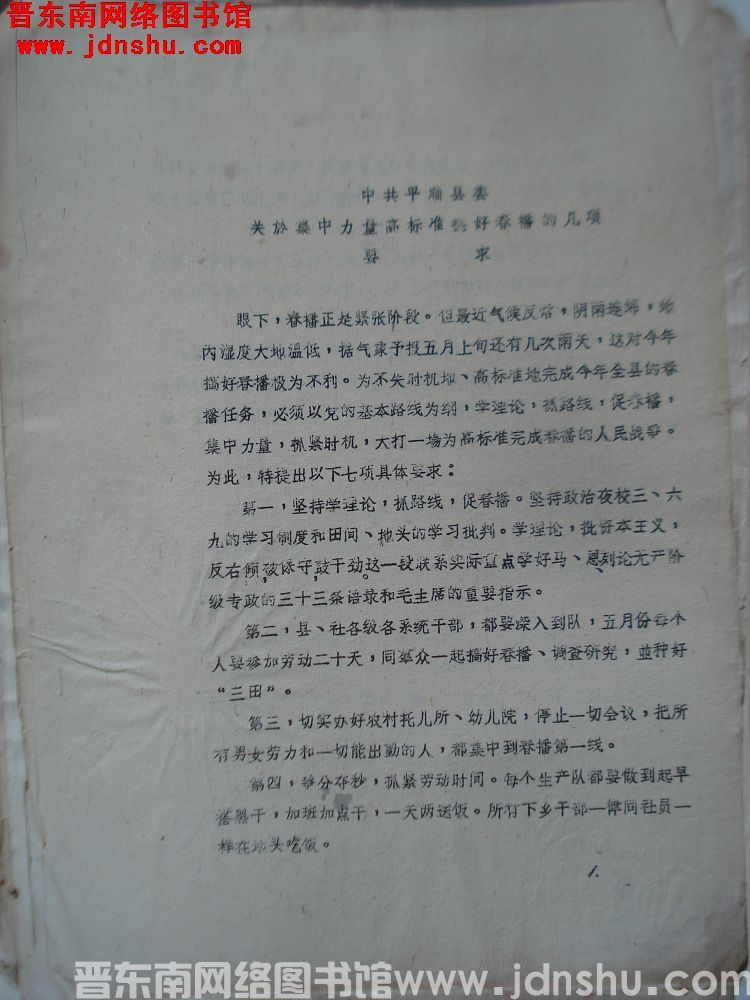 晋东南网络图书馆
www.jdnshu.com
中共平顺县委
关於集中力量高标准搞好春播的几项
要求
眼下，春播正是紧张阶段。但最近气候反常，阴雨连绵，地
内湿度大地温低，据气象予报五月上旬还有几次雨天，这对今年
搞好春播极为不利。为不失时机地、高标准地完成今年全县的春
播任务，必须以党的基本路线为纲，学理论，抓路线，促春播，
集中力量，抓紧时机，大打一場为高标准完成春播的人民战争。
为此，特提出以下七项具体要求：
第一，坚持学理论，抓路线，促春播。坚持政治夜校三、六
九的学习制度和田间、地头的学习批判。学理论，批资本主义，
反右倾，破保守，鼓干劲。这一段联系实际重点学好马、恩、列论无产阶
级专政的三十三条语录和毛主席的重要指示。
第二，县、社各级各系统干部，都要深入到队，五月份每个
人要参加劳动二十天，同羣众一起搞好春播、调查研究，並种好
“三田”。
第三，切实办好农村托儿所、幼儿院，停止一切会议，把所
有男女劳力和一切能出勤的人，都集中到春播第一线。
第四，争分夺秒，抓紧劳动时间。每个生产队都要做到起早
搭黑干，加班加点干，一天两送饭。所有下乡干部一律同社员一
样在地头吃饭。
1.
晋东南网络图书馆www.jdnshu.com